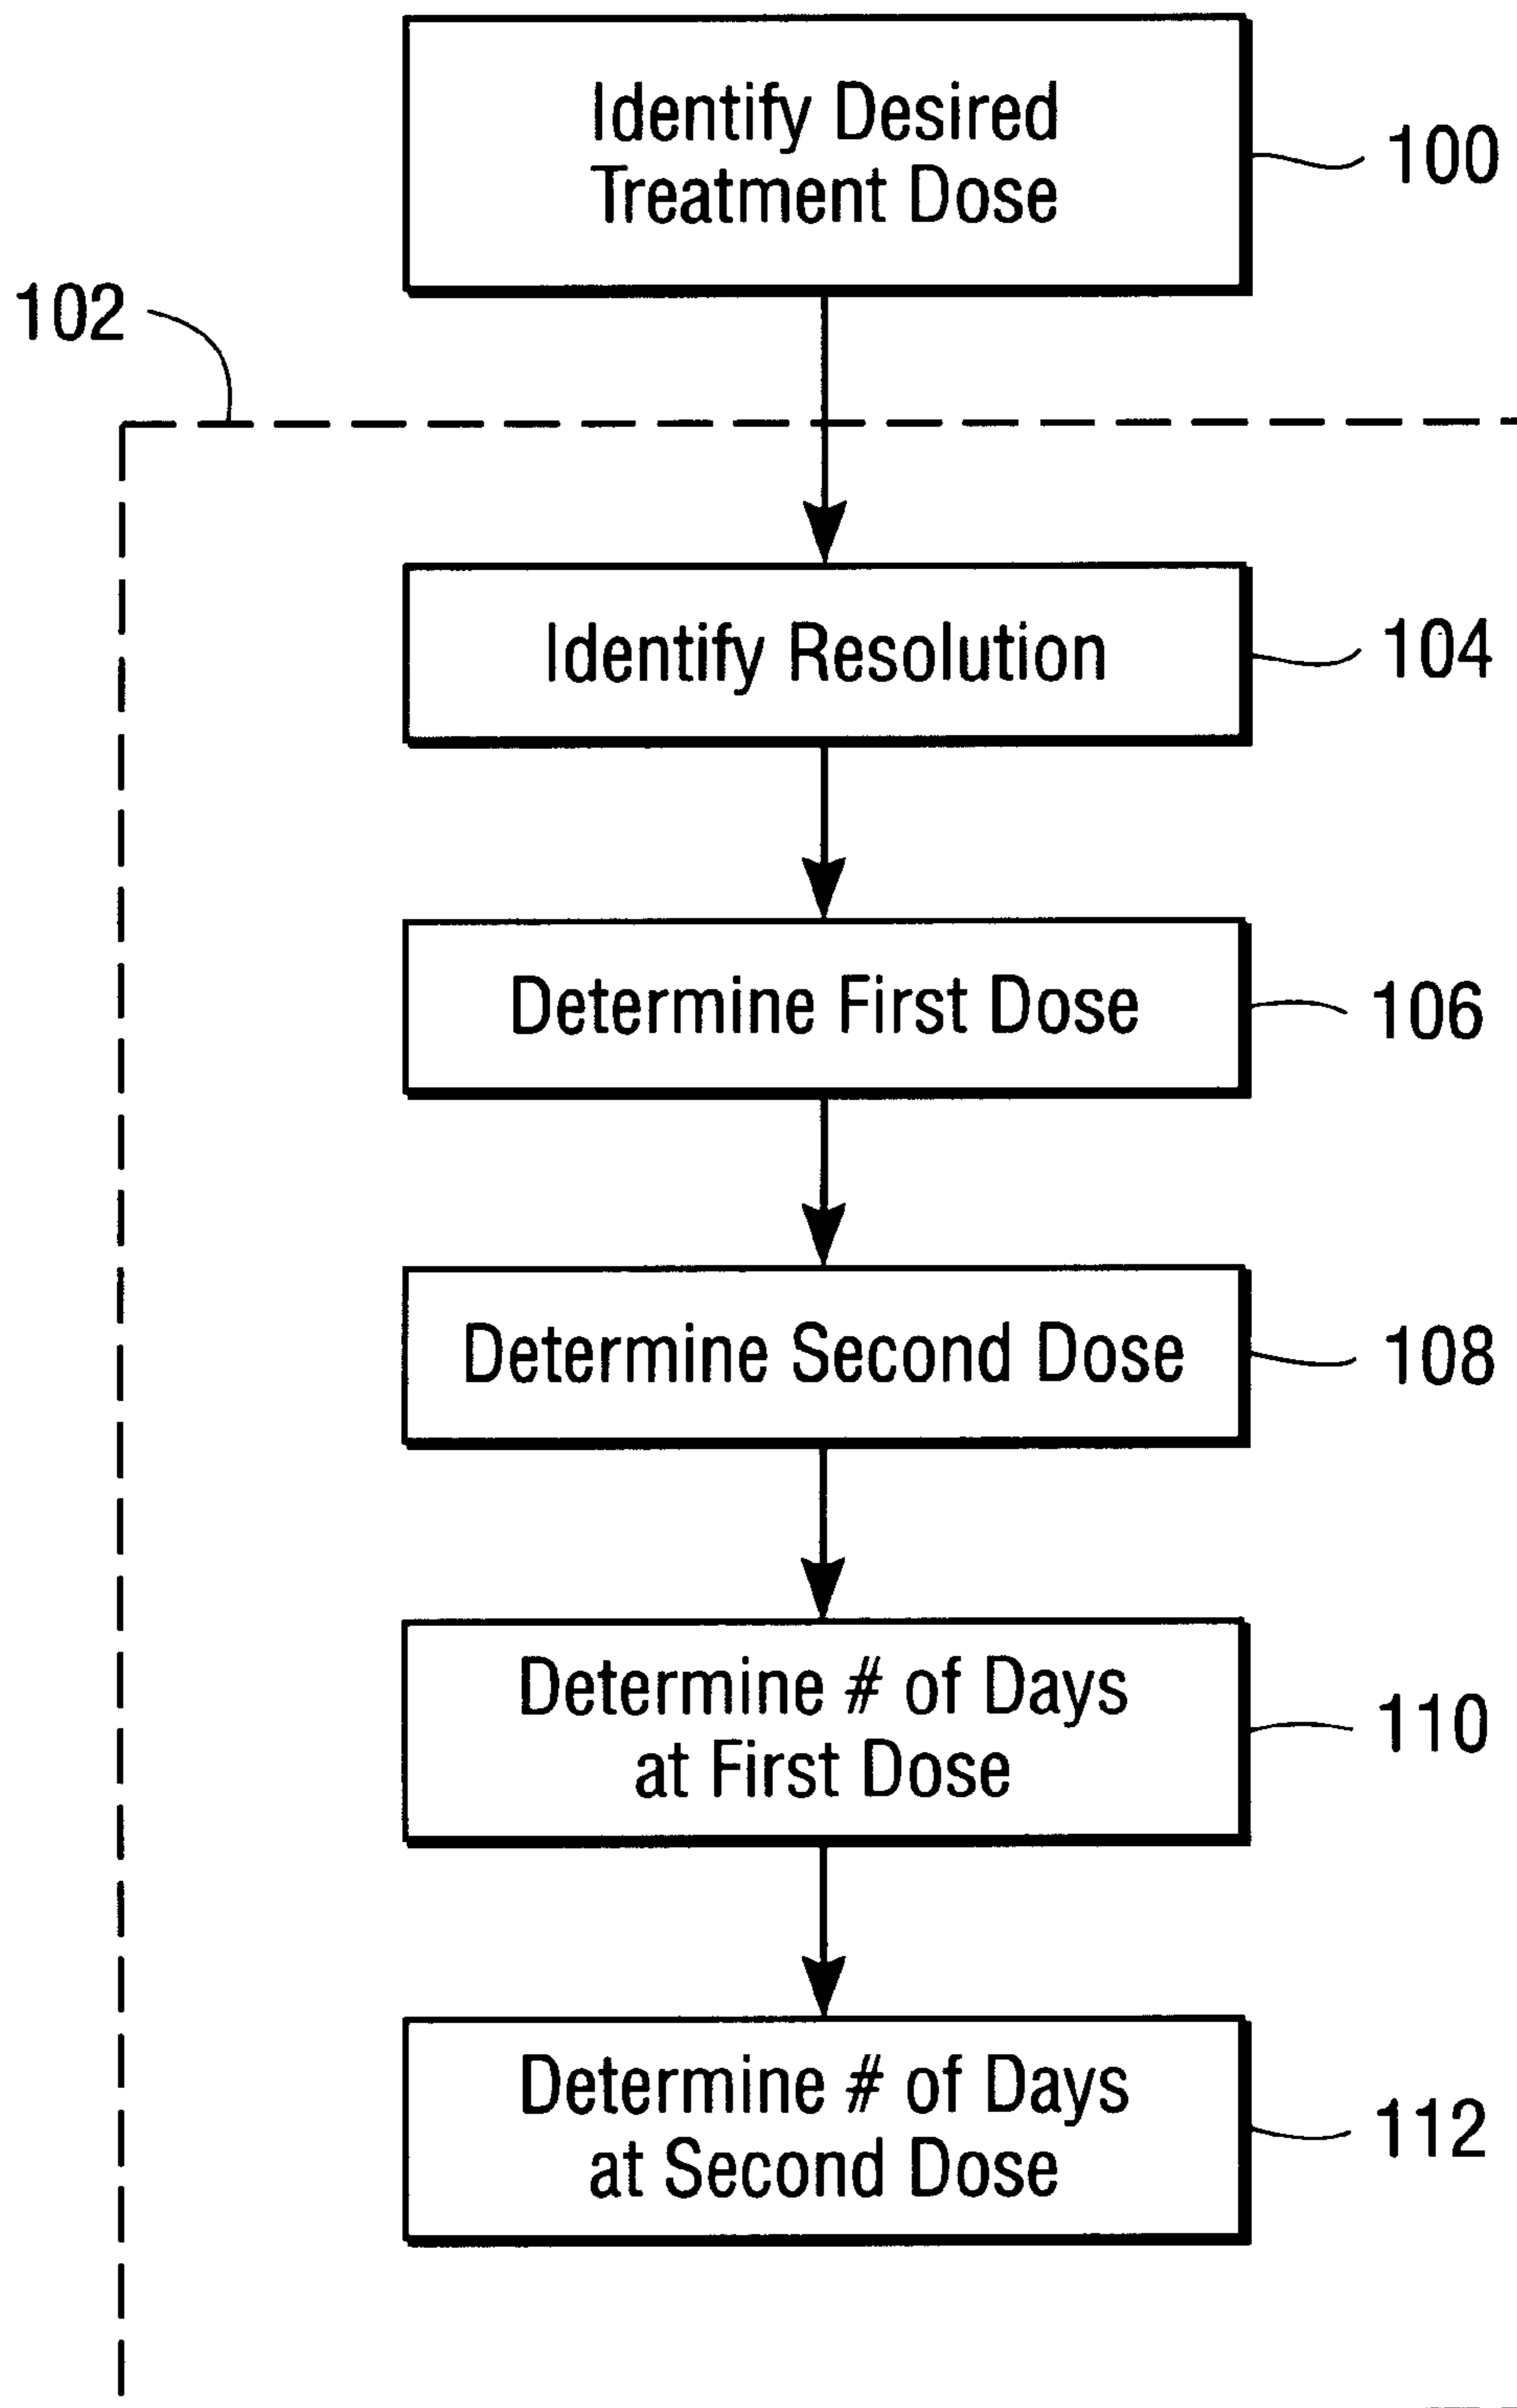 Identify Desired
Treatment Dose
100
102
Identify Resolution
104
Determine First Dose
106
Determine Second Dose
108
Determine # of Days
at First Dose
110
Determine # of Days
at Second Dose
112